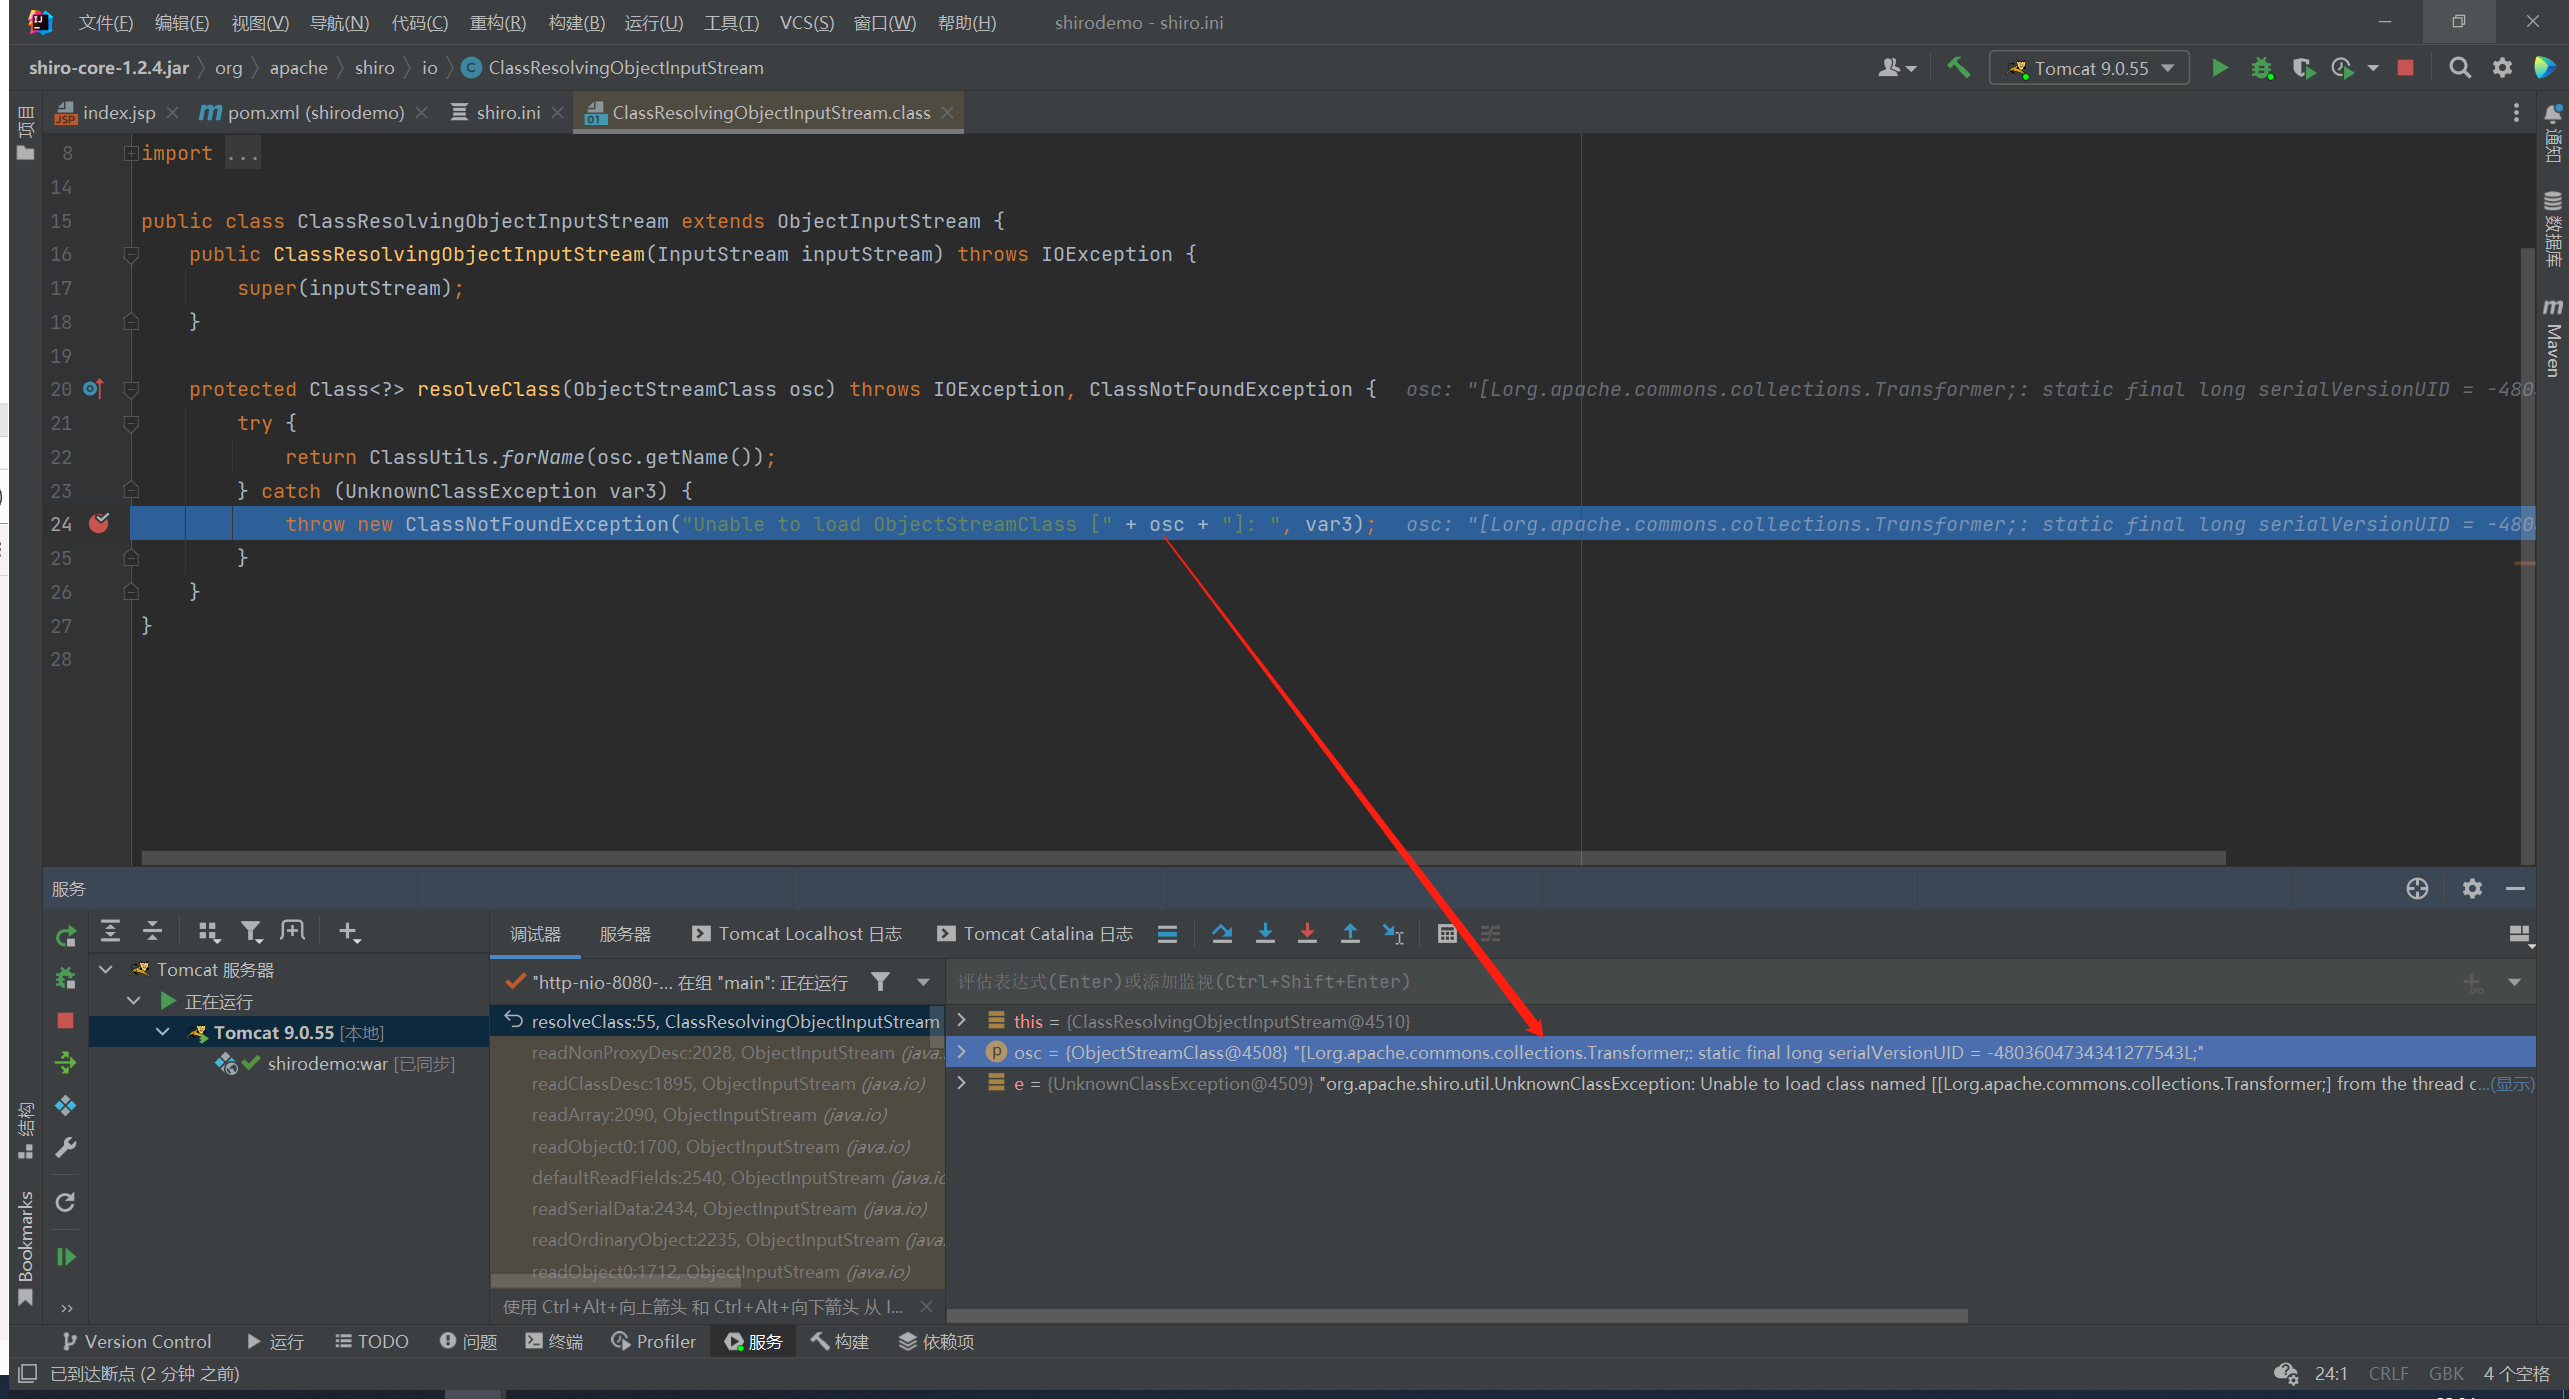 文件(F) 编辑(E) 视图(V) 导航(N) 代码(C) 重构(R) 构建(B) 运行(U) 工具(T) VCS(S) 窗口(W) 帮助(H) shirodemo - shiro.ini
shiro-core-1.2.4.jar org apache shiro io ClassResolvingObjectInputStream Tomcat 9.0.55
index.jsp pom.xml (shirodemo) shiro.ini ClassResolvingObjectInputStream.class
项目
8 import ...
14
15 public class ClassResolvingObjectInputStream extends ObjectInputStream {
16 public ClassResolvingObjectInputStream(InputStream inputStream) throws IOException {
17 super(inputStream);
18 }
19
20 protected Class<?> resolveClass(ObjectStreamClass osc) throws IOException, ClassNotFoundException { osc: "[Lorg.apache.commons.collections.Transformer;: static final long serialVersionUID = -480
21 try {
22 return ClassUtils.forName(osc.getName());
23 } catch (UnknownClassException var3) {
24 throw new ClassNotFoundException("Unable to load ObjectStreamClass [" + osc + "]: ", var3); osc: "[Lorg.apache.commons.collections.Transformer;: static final long serialVersionUID = -480
25 }
26 }
27 }
28
通知
数据库
Maven
服务
调试器 服务器 Tomcat Localhost 日志 Tomcat Catalina 日志
Tomcat 服务器
正在运行
Tomcat 9.0.55 [本地]
shirodemo:war [已同步]
"http-nio-8080-... 在组 "main": 正在运行
resolveClass:55, ClassResolvingObjectInputStream
readNonProxyDesc:2028, ObjectInputStream (java.
readClassDesc:1895, ObjectInputStream (java.io)
readArray:2090, ObjectInputStream (java.io)
readObject0:1700, ObjectInputStream (java.io)
defaultReadFields:2540, ObjectInputStream (java.io
readSerialData:2434, ObjectInputStream (java.io)
readOrdinaryObject:2235, ObjectInputStream (java.
readObject0:1712, ObjectInputStream (java.io)
使用 Ctrl+Alt+向上箭头 和 Ctrl+Alt+向下箭头 从 I...
评估表达式(Enter)或添加监视(Ctrl+Shift+Enter)
this = {ClassResolvingObjectInputStream@4510}
osc = {ObjectStreamClass@4508} "[Lorg.apache.commons.collections.Transformer;: static final long serialVersionUID = -4803604734341277543L;"
e = {UnknownClassException@4509} "org.apache.shiro.util.UnknownClassException: Unable to load class named [[Lorg.apache.commons.collections.Transformer;] from the thread c...(显示)
结构
Bookmarks
Version Control 运行 TODO 问题 终端 Profiler 服务 构建 依赖项
已到达断点 (2 分钟 之前) 24:1 CRLF GBK 4 个空格